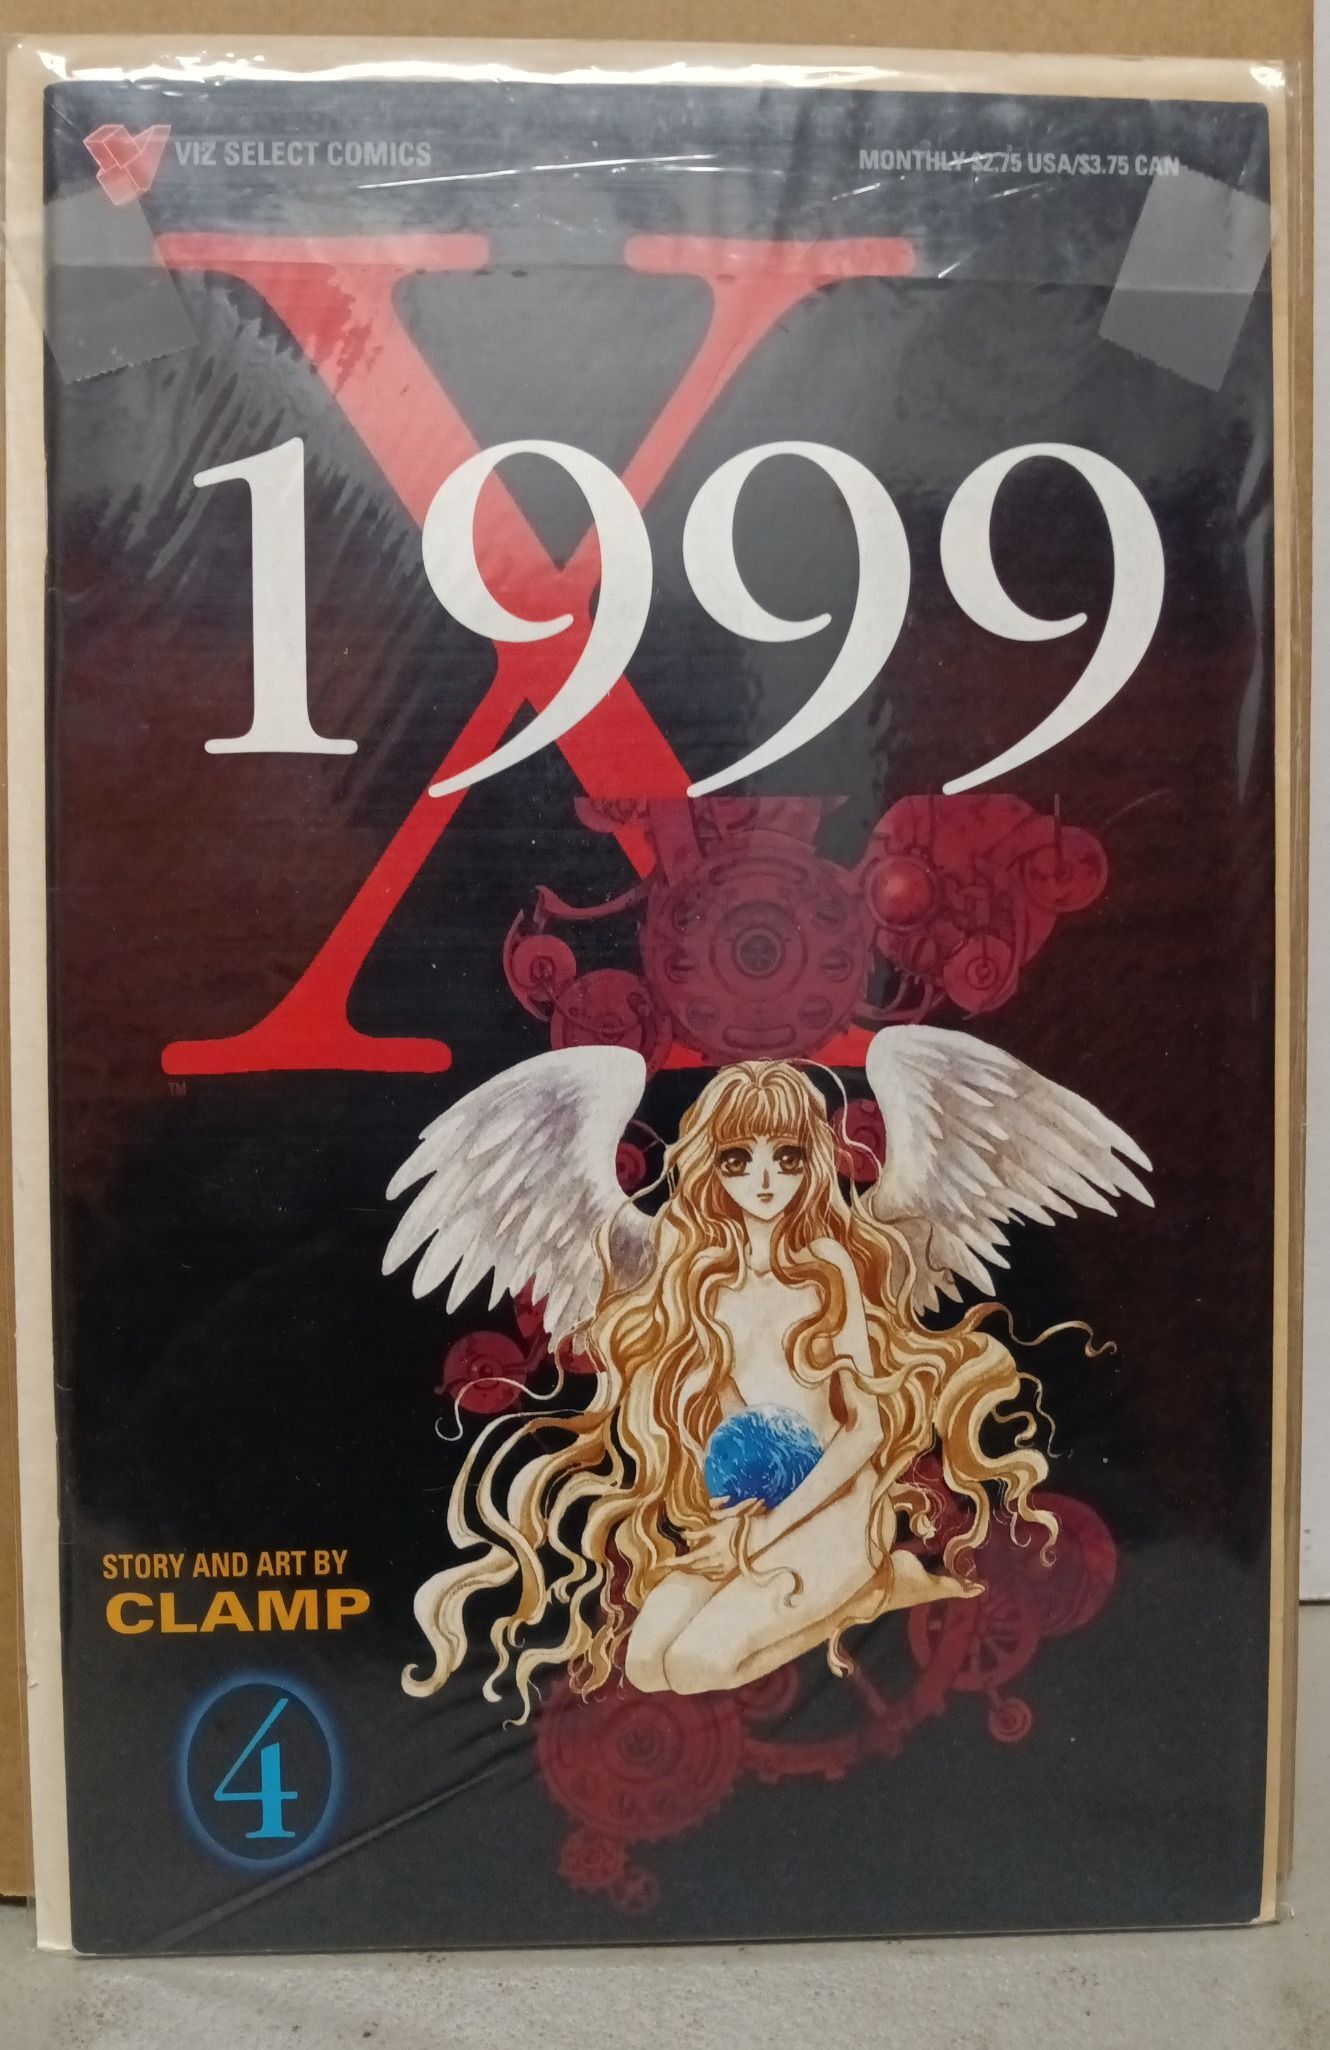 VIZ SELECT COMICS
MONTHLY $2.75 USA/$3.75 CAN
X
1999
TM
STORY AND ART BY
CLAMP
4